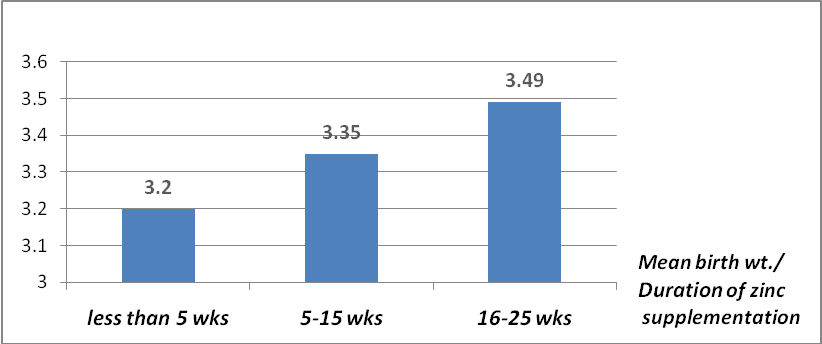 3.6
3.5
3.4
3.3
3.2
3.1
3
3.2
3.35
3.49
less than 5 wks
5-15 wks
16-25 wks
Mean birth wt./
Duration of zinc
supplementation